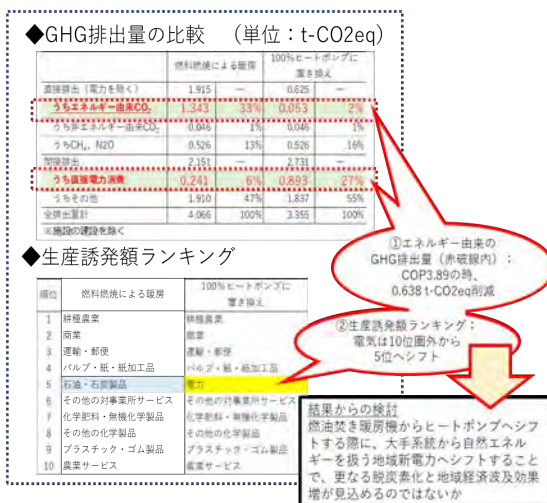 ◆GHG排出量の比較 （単位：t-CO2eq）
燃料燃焼による暖房 100%ヒートポンプに置き換え
直接排出（電力を除く） 1.915 — 0.625 —
うちエネルギー由来CO₂ 1.343 33% 0.053 2%
うち非エネルギー由来CO₂ 0.046 1% 0.046 1%
うちCH₄、N2O 0.526 13% 0.526 16%
間接排出 2.151 — 2.731 —
うち直接電力消費 0.241 6% 0.893 27%
うちその他 1.910 47% 1.837 55%
全排出量計 4.066 100% 3.355 100%
※施設の建設を除く
①エネルギー由来の
GHG排出量（赤破線内）：
COP3.89の時、
0.638 t-CO2eq削減
◆生産誘発額ランキング
順位 燃料燃焼による暖房 100%ヒートポンプに置き換え
1 耕種農業 耕種農業
2 商業 商業
3 運輸・郵便 運輸・郵便
4 パルプ・紙・紙加工品 パルプ・紙・紙加工品
5 石油・石炭製品 電力
6 その他の対事業所サービス その他の対事業所サービス
7 化学肥料・無機化学製品 化学肥料・無機化学製品
8 その他の化学製品 その他の化学製品
9 プラスチック・ゴム製品 プラスチック・ゴム製品
10 農業サービス 農業サービス
②生産誘発額ランキング：
電気は10位圏外から
5位へシフト
結果からの検討
燃油焚き暖房機からヒートポンプへシフ
トする際に、大手系統から自然エネル
ギーを扱う地域新電力へシフトすること
で、更なる脱炭素化と地域経済波及効果
増が見込めるのではないか